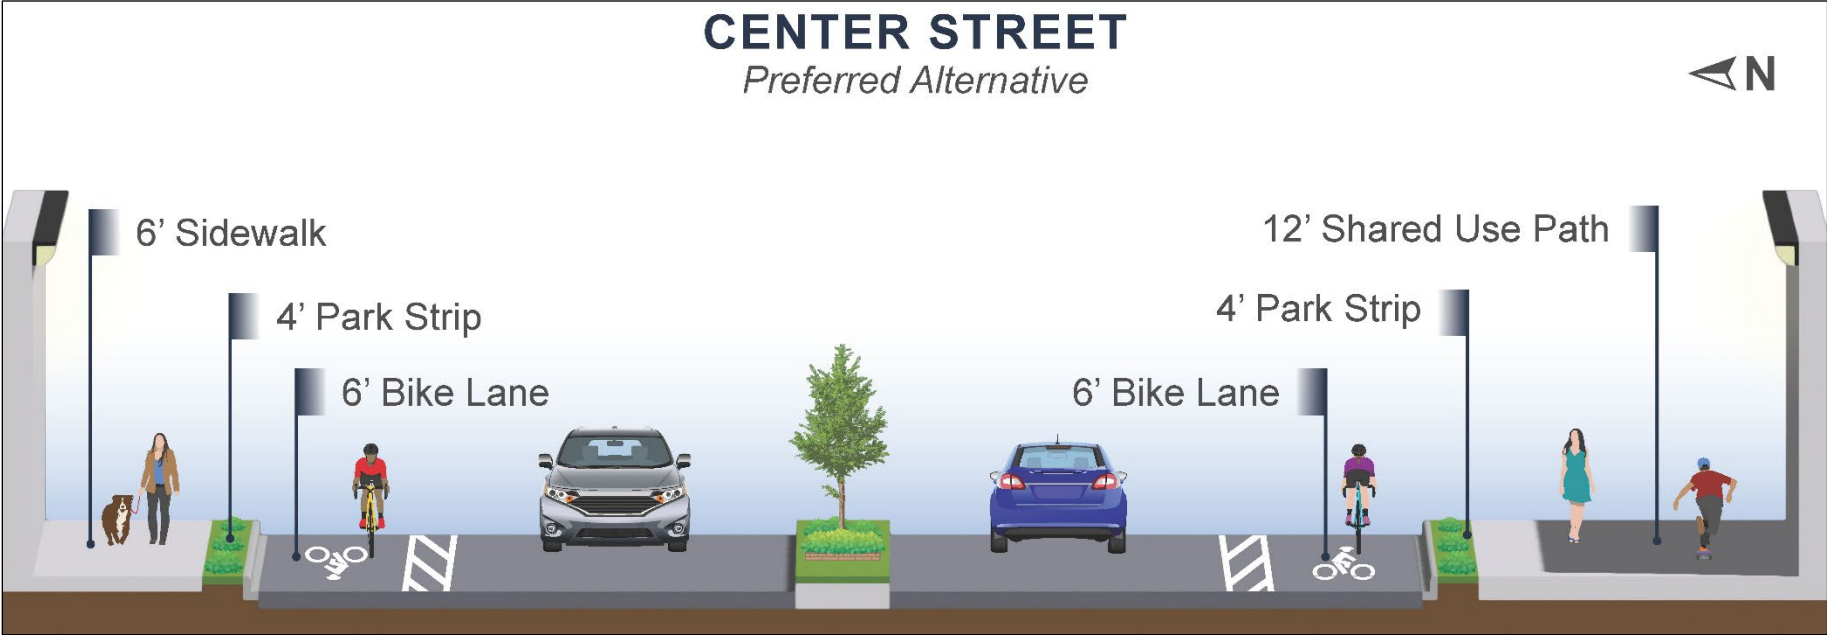 CENTER STREET
Preferred Alternative
N
6’ Sidewalk
12’ Shared Use Path
4’ Park Strip
4’ Park Strip
6’ Bike Lane
6’ Bike Lane